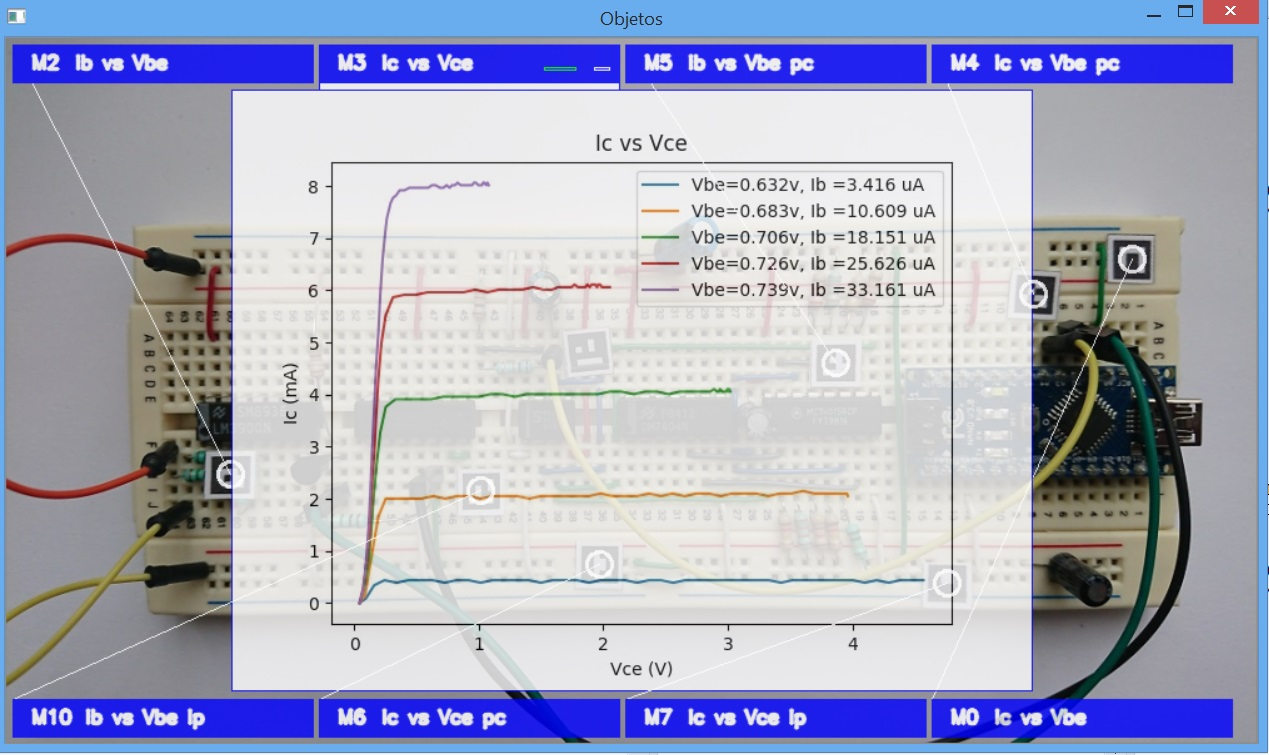 Objetos
M2 Ib vs Vbe
M3 Ic vs Vce
M5 Ib vs Vbe pc
M4 Ic vs Vbe pc
Ic vs Vce
Vbe=0.632v, Ib =3.416 uA
Vbe=0.683v, Ib =10.609 uA
Vbe=0.706v, Ib =18.151 uA
Vbe=0.726v, Ib =25.626 uA
Vbe=0.739v, Ib =33.161 uA
8
7
6
5
4
3
2
1
0
Ic (mA)
0 1 2 3 4
Vce (V)
A
B
C
D
E
M10 Ib vs Vbe lp
M6 Ic vs Vce pc
M7 Ic vs Vce lp
M0 Ic vs Vbe